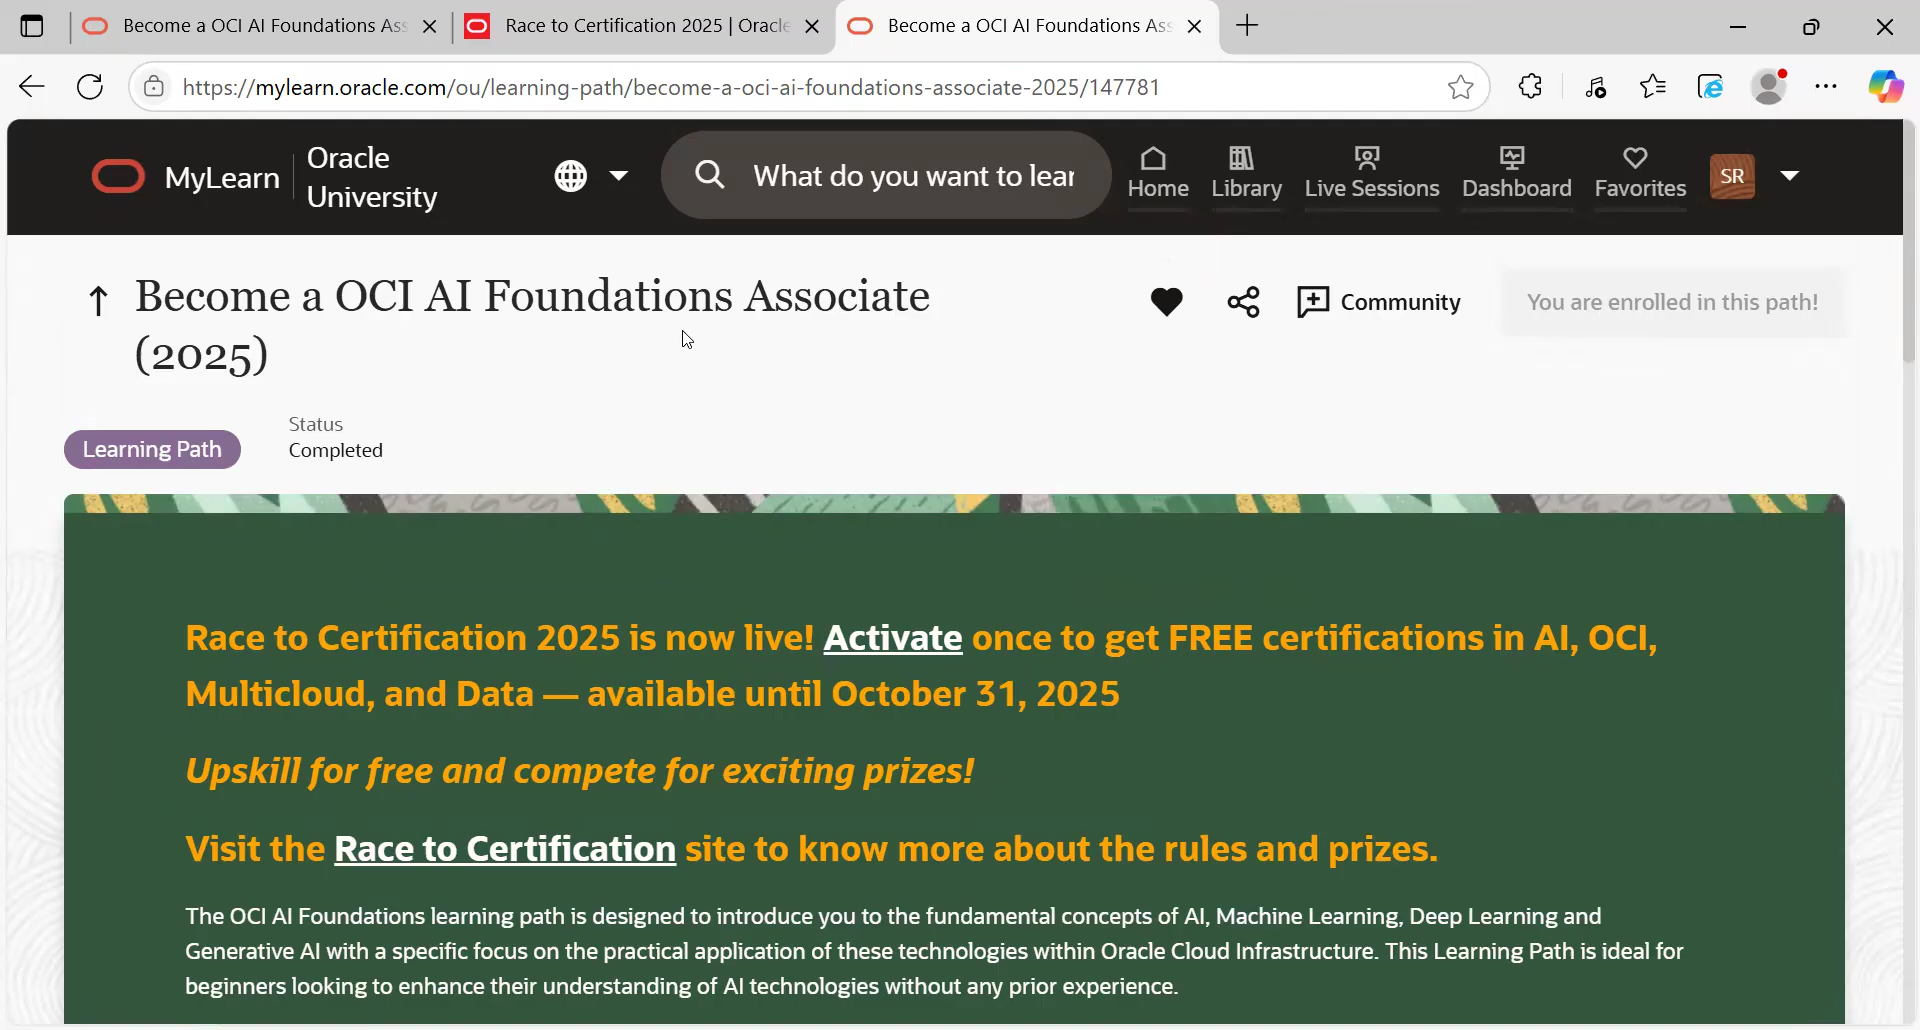 Become a OCI AI Foundations Ass
Race to Certification 2025 | Oracle
Become a OCI AI Foundations Ass
https://mylearn.oracle.com/ou/learning-path/become-a-oci-ai-foundations-associate-2025/147781
MyLearn
Oracle
University
What do you want to lear
Home
Library
Live Sessions
Dashboard
Favorites
SR
Become a OCI AI Foundations Associate
(2025)
Community
You are enrolled in this path!
Learning Path
Status
Completed
Race to Certification 2025 is now live! Activate once to get FREE certifications in AI, OCI,
Multicloud, and Data — available until October 31, 2025
Upskill for free and compete for exciting prizes!
Visit the Race to Certification site to know more about the rules and prizes.
The OCI AI Foundations learning path is designed to introduce you to the fundamental concepts of AI, Machine Learning, Deep Learning and
Generative AI with a specific focus on the practical application of these technologies within Oracle Cloud Infrastructure. This Learning Path is ideal for
beginners looking to enhance their understanding of AI technologies without any prior experience.